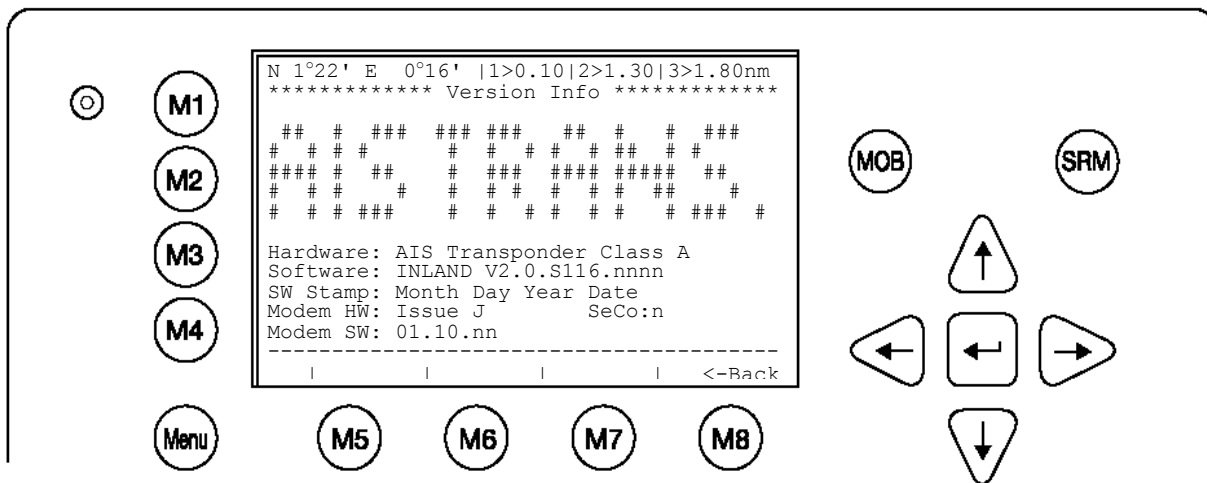 N 1°22' E 0°16' |1>0.10|2>1.30|3>1.80nm
************* Version Info *************
AIS TRANS.
Hardware: AIS Transponder Class A
Software: INLAND V2.0.S116.nnnn
SW Stamp: Month Day Year Date
Modem HW: Issue J SeCo:n
Modem SW: 01.10.nn
----------------------------------------
| | | | <-Back
M1
M2
M3
M4
Menu
M5
M6
M7
M8
MOB
SRM